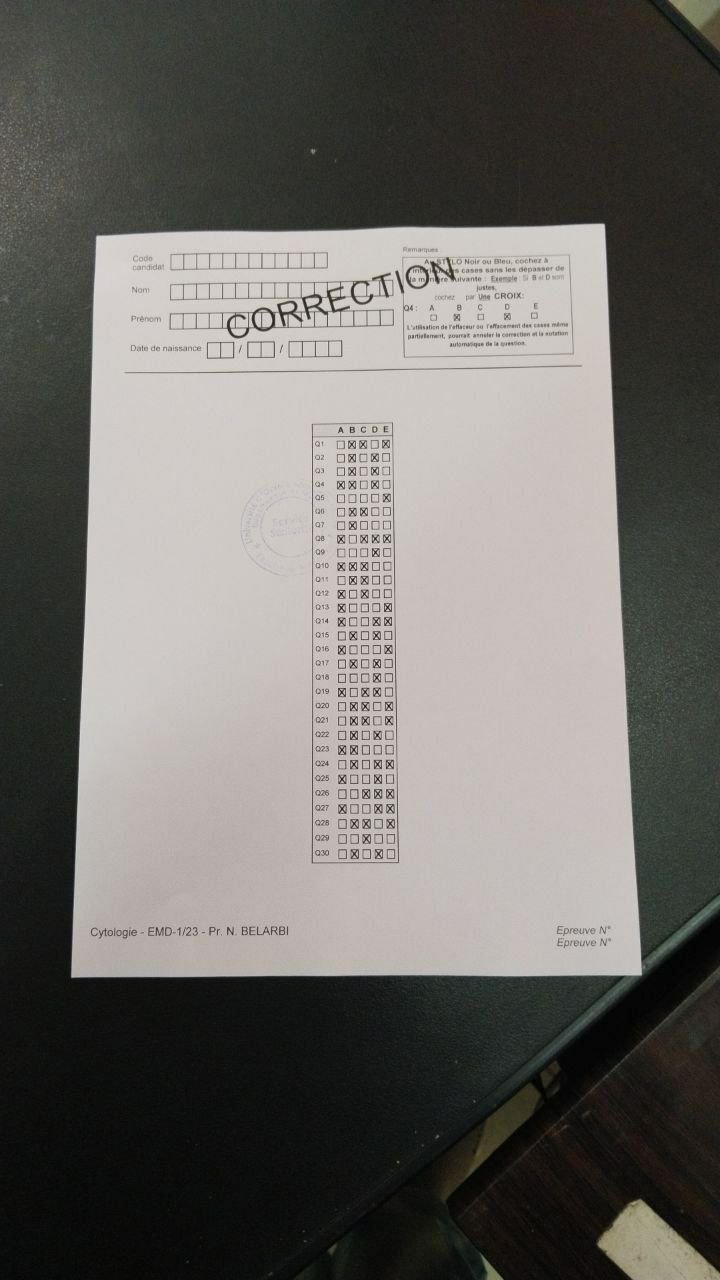 Remarques :
Code
candidat
Nom
Prénom
Date de naissance / /
CORRECTION
Au STYLO Noir ou Bleu, cochez à
l'intérieur des cases sans les dépasser de
la manière suivante : Exemple : Si B et D sont
justes,
cochez par Une CROIX:
Q4 : A B C D E
☐ ☒ ☐ ☒ ☐
L'utilisation de l'effaceur ou l'effacement des cases même
partiellement, pourrait annuler la correction et la notation
automatique de la question.
A B C D E
Q1 ☐ ☒ ☒ ☐ ☒
Q2 ☐ ☒ ☐ ☒ ☐
Q3 ☐ ☒ ☐ ☒ ☐
Q4 ☒ ☒ ☐ ☒ ☐
Q5 ☐ ☐ ☐ ☐ ☒
Q6 ☐ ☒ ☒ ☐ ☐
Q7 ☐ ☒ ☐ ☐ ☐
Q8 ☒ ☐ ☒ ☒ ☒
Q9 ☐ ☐ ☐ ☒ ☐
Q10 ☒ ☒ ☒ ☐ ☐
Q11 ☐ ☒ ☒ ☐ ☐
Q12 ☒ ☐ ☒ ☐ ☐
Q13 ☒ ☐ ☐ ☐ ☒
Q14 ☒ ☐ ☐ ☒ ☒
Q15 ☐ ☒ ☐ ☒ ☐
Q16 ☒ ☐ ☐ ☐ ☒
Q17 ☐ ☒ ☐ ☒ ☐
Q18 ☐ ☐ ☐ ☒ ☐
Q19 ☒ ☐ ☒ ☒ ☐
Q20 ☐ ☒ ☒ ☐ ☒
Q21 ☐ ☒ ☒ ☐ ☒
Q22 ☐ ☒ ☐ ☒ ☐
Q23 ☒ ☒ ☐ ☐ ☐
Q24 ☐ ☒ ☐ ☒ ☒
Q25 ☒ ☐ ☐ ☒ ☐
Q26 ☐ ☐ ☒ ☒ ☒
Q27 ☒ ☐ ☐ ☒ ☒
Q28 ☐ ☒ ☒ ☐ ☒
Q29 ☐ ☐ ☒ ☐ ☐
Q30 ☐ ☒ ☐ ☒ ☐
Cytologie - EMD-1/23 - Pr. N. BELARBI
Epreuve N°
Epreuve N°